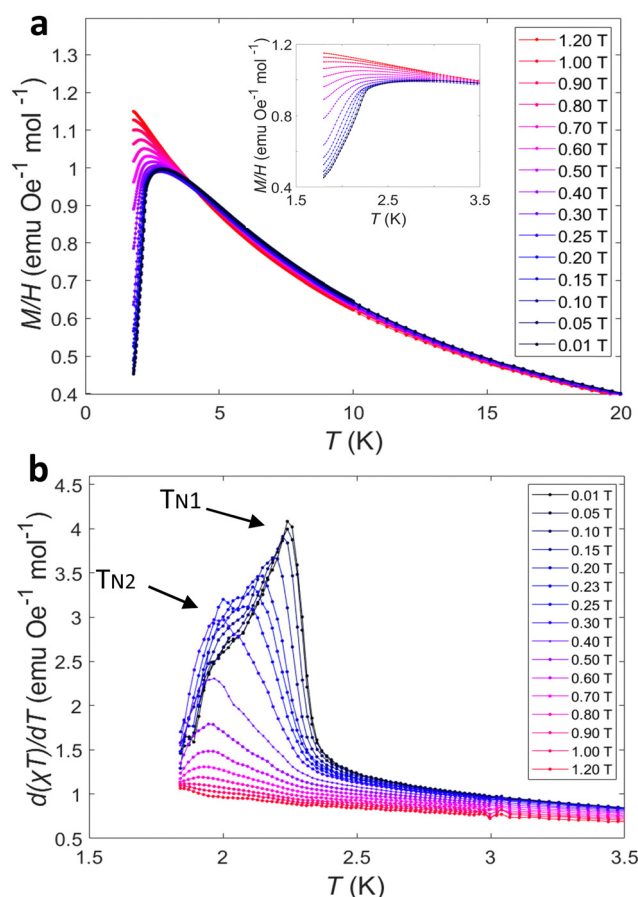 a
1.4
1.3
1.2
1.1
1
0.9
0.8
0.7
0.6
0.5
0.4
M/H (emu Oe⁻¹ mol ⁻¹)
0
5
10
15
20
T (K)
1.2
1.0
0.4
M/H (emu Oe⁻¹ mol⁻¹)
1.5
2.5
3.5
T (K)
1.20 T
1.00 T
0.90 T
0.80 T
0.70 T
0.60 T
0.50 T
0.40 T
0.30 T
0.25 T
0.20 T
0.15 T
0.10 T
0.05 T
0.01 T
b
4.5
4
3.5
3
2.5
2
1.5
1
0.5
d(χT)/dT (emu Oe⁻¹ mol⁻¹)
TN1
TN2
1.5
2
2.5
3
3.5
T (K)
0.01 T
0.05 T
0.10 T
0.15 T
0.20 T
0.23 T
0.25 T
0.30 T
0.40 T
0.50 T
0.60 T
0.70 T
0.80 T
0.90 T
1.00 T
1.20 T